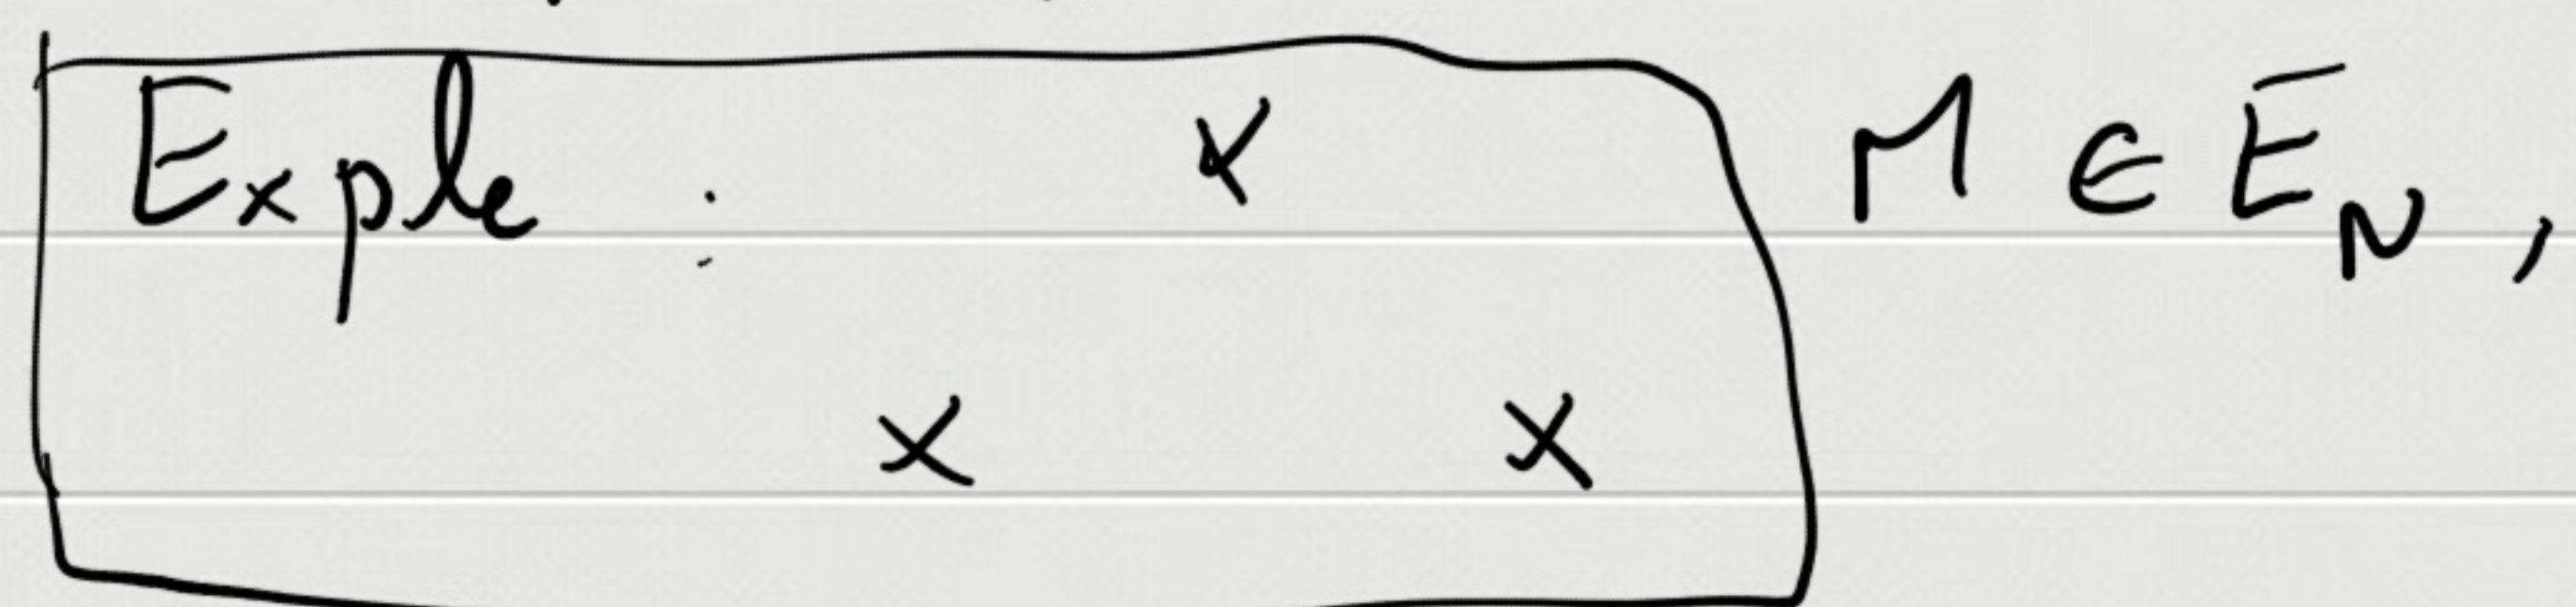 Exple : x M ∈ E_N ,
x x